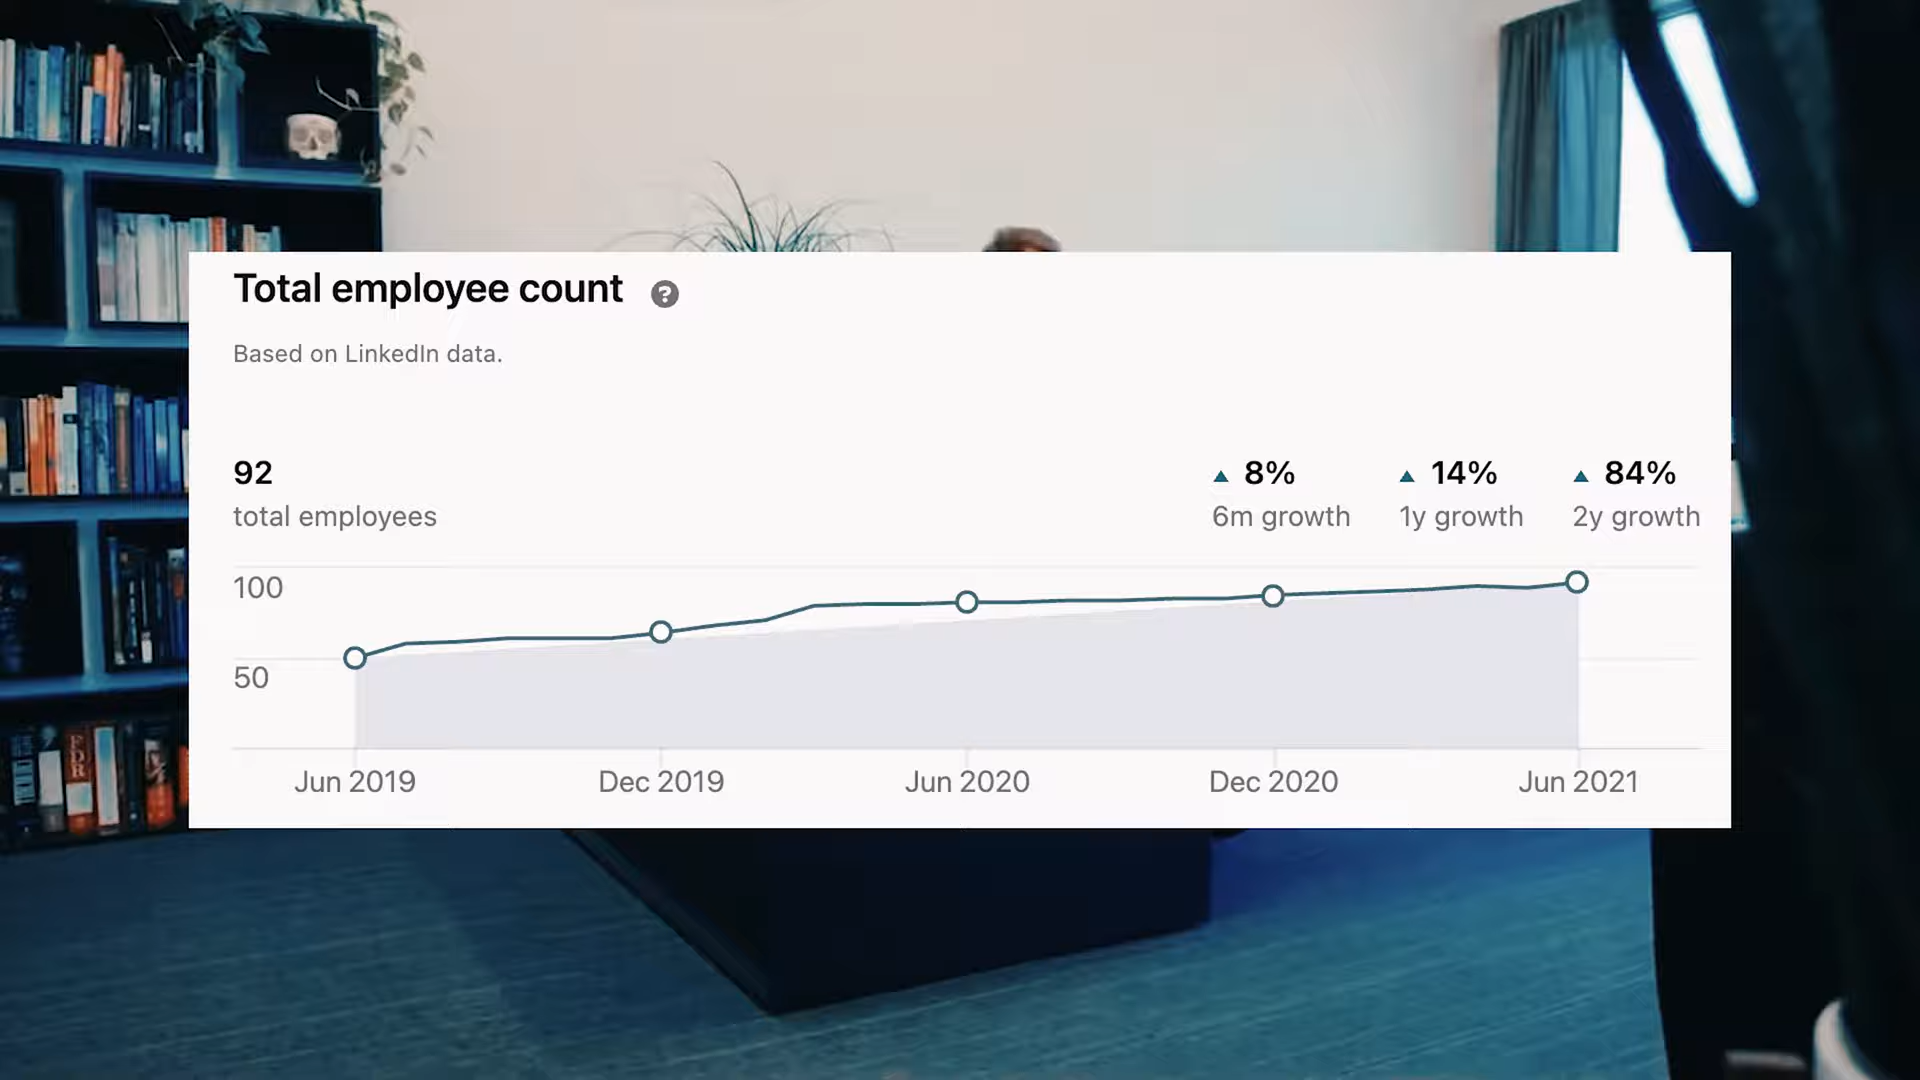 Total employee count ?
Based on LinkedIn data.
92
total employees
8%
6m growth
14%
1y growth
84%
2y growth
100
50
Jun 2019
Dec 2019
Jun 2020
Dec 2020
Jun 2021